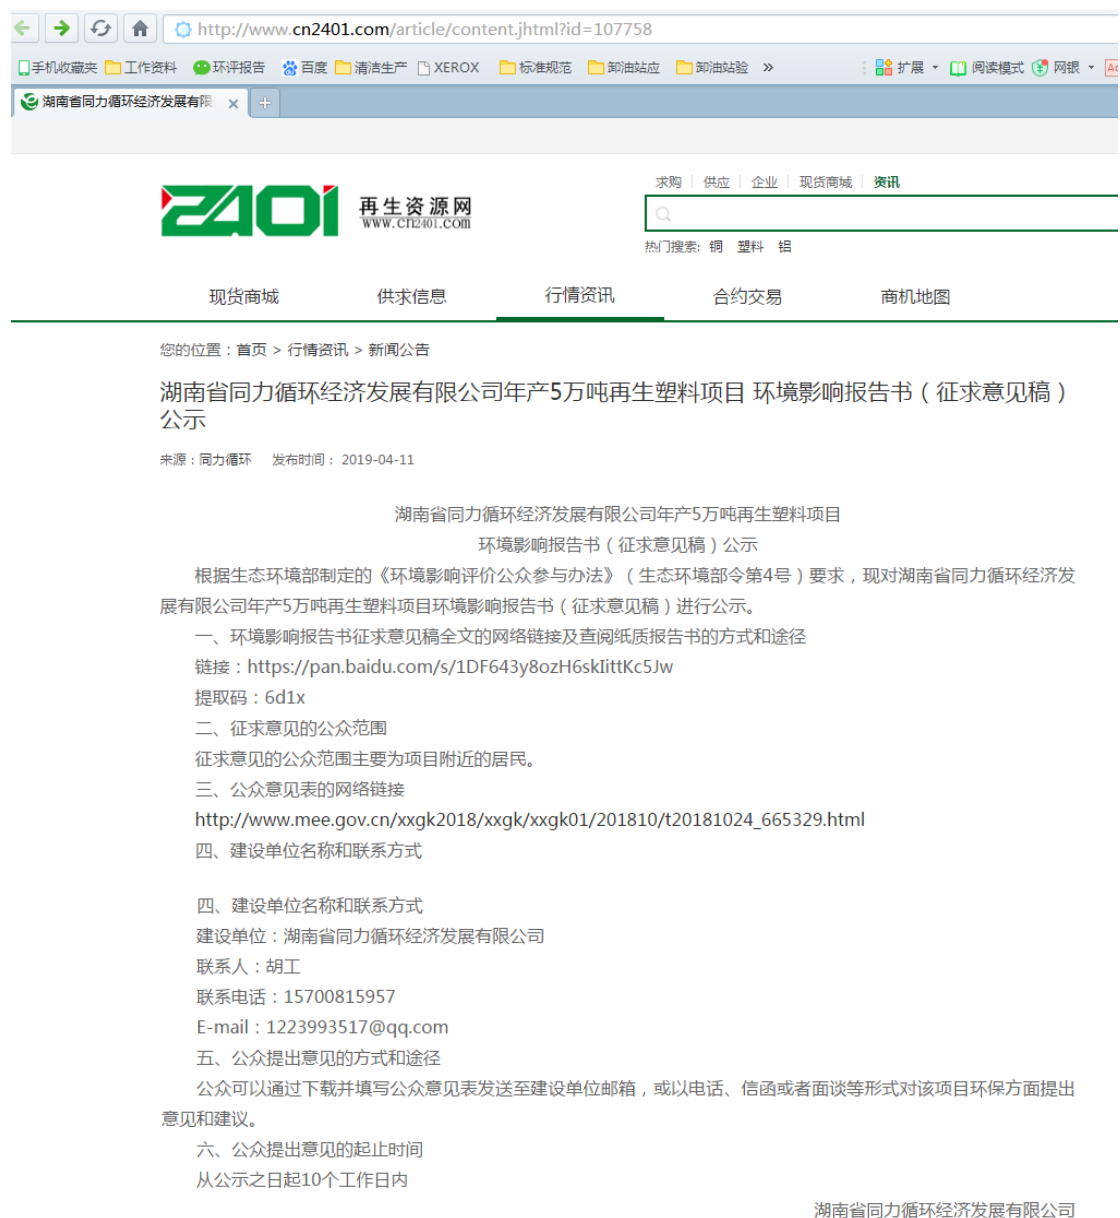 http://www.cn2401.com/article/content.jhtml?id=107758
手机收藏夹 工作资料 环评报告 百度 清洁生产 XEROX 标准规范 卸油站应 卸油站验 » 扩展 阅读模式 网银
湖南省同力循环经济发展有限
求购 供应 企业 现货商城 资讯
2401 再生资源网
www.cn2401.com
热门搜索: 铜 塑料 铝
现货商城 供求信息 行情资讯 合约交易 商机地图
您的位置：首页 > 行情资讯 > 新闻公告
湖南省同力循环经济发展有限公司年产5万吨再生塑料项目 环境影响报告书（征求意见稿）
公示
来源：同力循环 发布时间： 2019-04-11
湖南省同力循环经济发展有限公司年产5万吨再生塑料项目
环境影响报告书（征求意见稿）公示
根据生态环境部制定的《环境影响评价公众参与办法》（生态环境部令第4号）要求，现对湖南省同力循环经济发
展有限公司年产5万吨再生塑料项目环境影响报告书（征求意见稿）进行公示。
一、环境影响报告书征求意见稿全文的网络链接及查阅纸质报告书的方式和途径
链接：https://pan.baidu.com/s/1DF643y8ozH6skIittKc5Jw
提取码：6d1x
二、征求意见的公众范围
征求意见的公众范围主要为项目附近的居民。
三、公众意见表的网络链接
http://www.mee.gov.cn/xxgk2018/xxgk/xxgk01/201810/t20181024_665329.html
四、建设单位名称和联系方式
四、建设单位名称和联系方式
建设单位：湖南省同力循环经济发展有限公司
联系人：胡工
联系电话：15700815957
E-mail：1223993517@qq.com
五、公众提出意见的方式和途径
公众可以通过下载并填写公众意见表发送至建设单位邮箱，或以电话、信函或者面谈等形式对该项目环保方面提出
意见和建议。
六、公众提出意见的起止时间
从公示之日起10个工作日内
湖南省同力循环经济发展有限公司